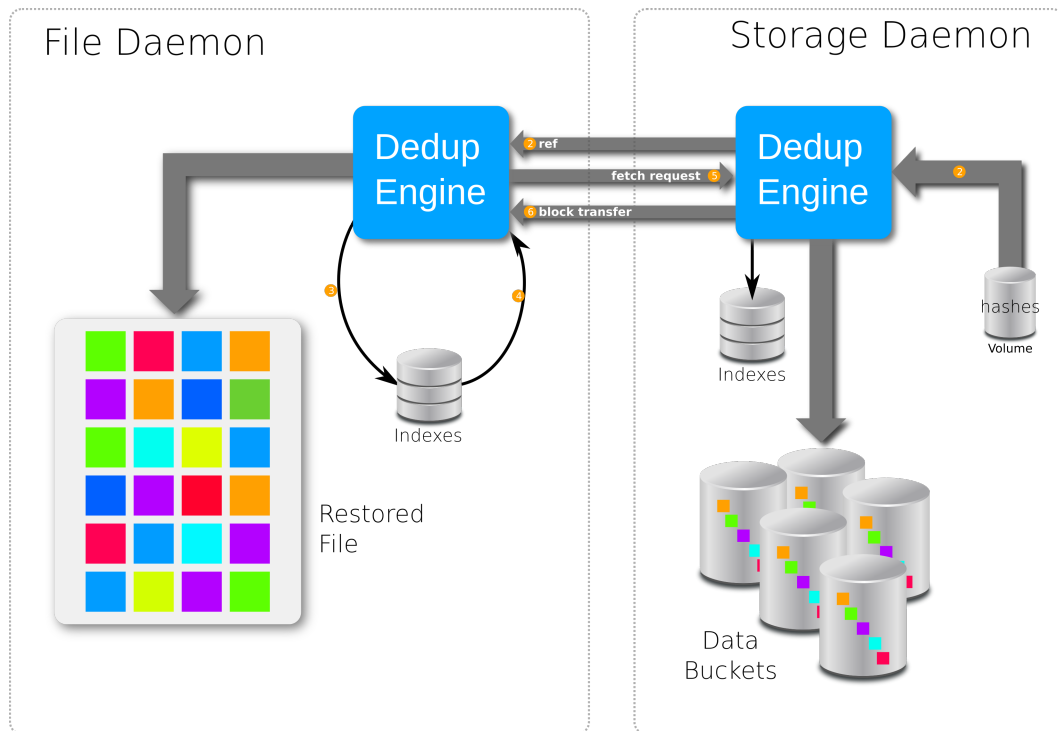 File Daemon
Storage Daemon
Dedup
Engine
2 ref
fetch request 5
6 block transfer
Dedup
Engine
2
3
4
hashes
Volume
Indexes
Indexes
Restored
File
Data
Buckets